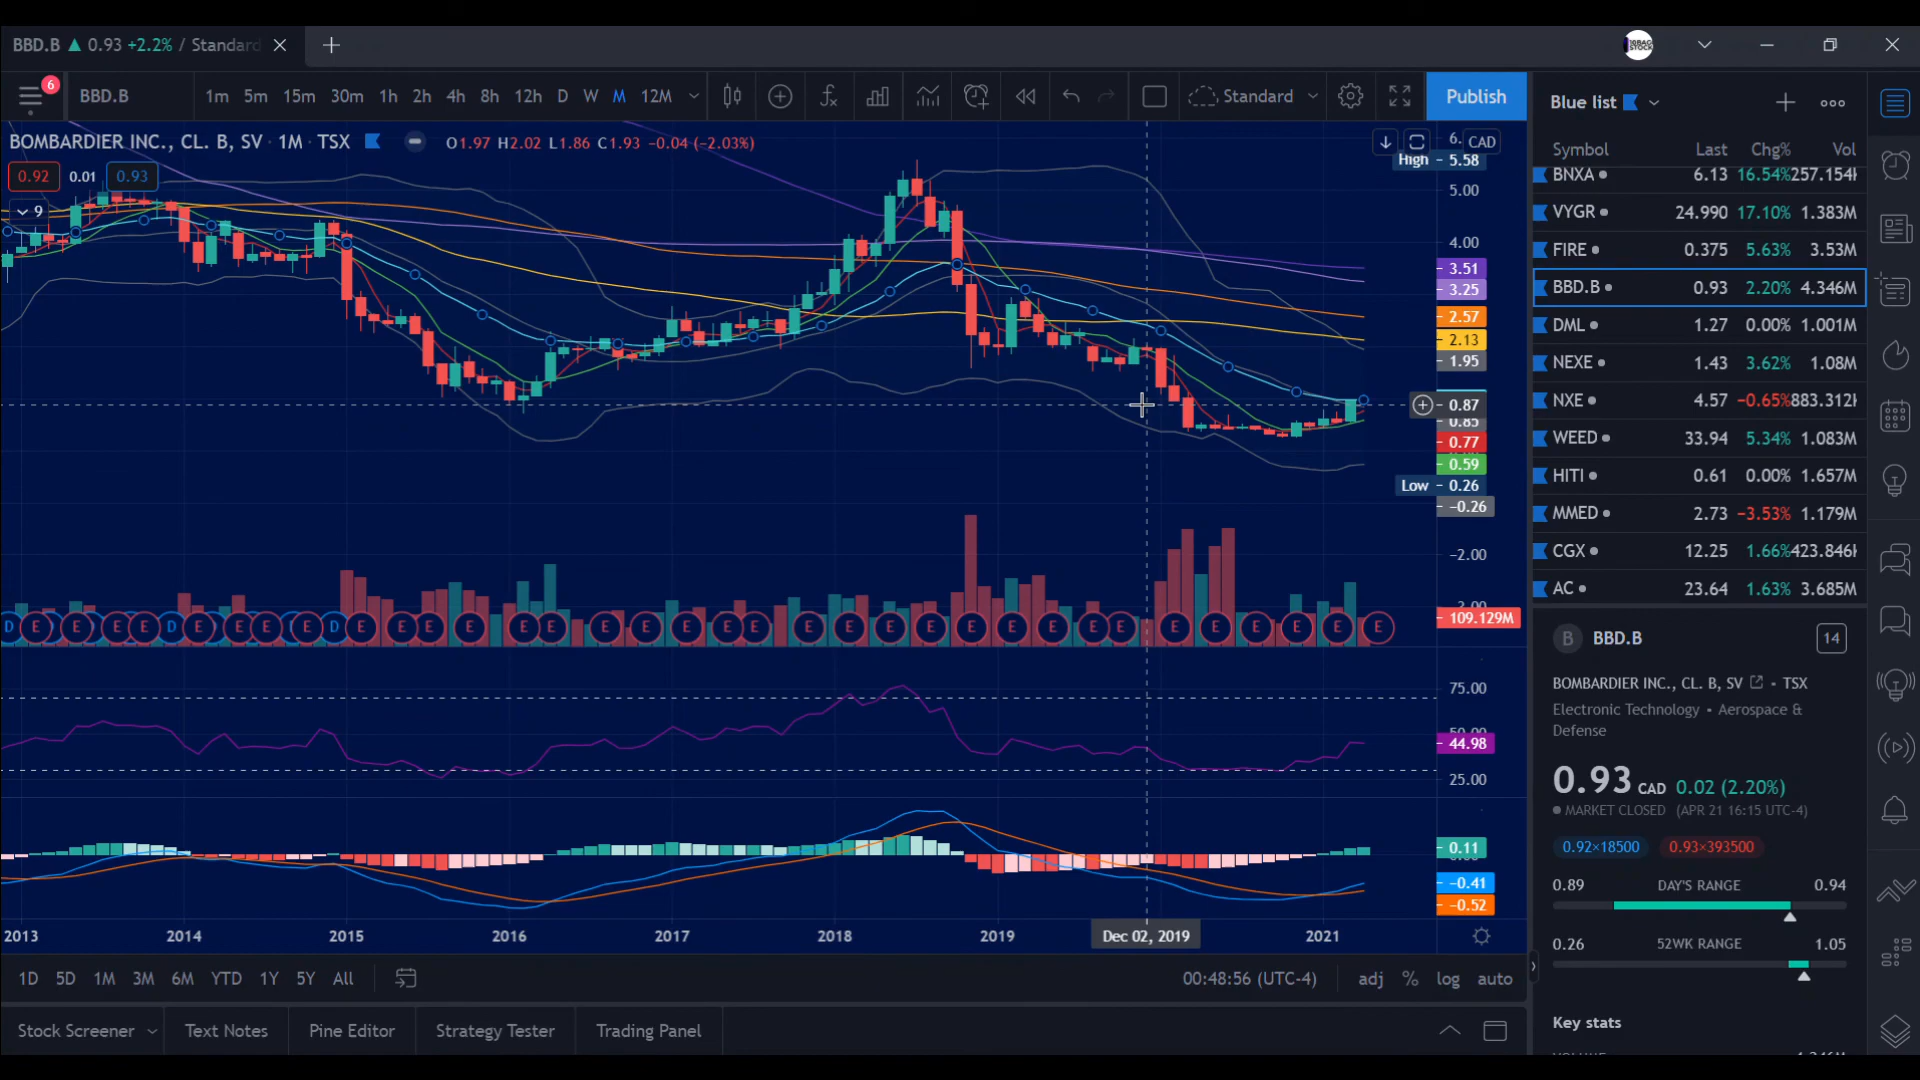 BBD.B ▲ 0.93 +2.2% / Standard
6 BBD.B 1m 5m 15m 30m 1h 2h 4h 8h 12h D W M 12M Standard Publish
BOMBARDIER INC., CL. B, SV · 1M · TSX O1.97 H2.02 L1.86 C1.93 −0.04 (−2.03%)
0.92 0.01 0.93
9
CAD
High 5.58
5.00
4.00
3.51
3.25
2.57
2.13
1.95
0.87
0.85
0.77
0.59
Low 0.26
−0.26
−2.00
109.129M
D E E E E D E E E E D E E E E E E E E E E E E E E E E E E E E E E E E E E E
75.00
44.98
25.00
0.11
−0.41
−0.52
2013 2014 2015 2016 2017 2018 2019 Dec 02, 2019 2021
1D 5D 1M 3M 6M YTD 1Y 5Y All 00:48:56 (UTC-4) adj % log auto
Stock Screener Text Notes Pine Editor Strategy Tester Trading Panel
Blue list
Symbol Last Chg% Vol
BNXA 6.13 16.54% 257.154K
VYGR 24.990 17.10% 1.383M
FIRE 0.375 5.63% 3.53M
BBD.B 0.93 2.20% 4.346M
DML 1.27 0.00% 1.001M
NEXE 1.43 3.62% 1.08M
NXE 4.57 −0.65% 883.312K
WEED 33.94 5.34% 1.083M
HITI 0.61 0.00% 1.657M
MMED 2.73 −3.53% 1.179M
CGX 12.25 1.66% 423.846K
AC 23.64 1.63% 3.685M
B BBD.B 14
BOMBARDIER INC., CL. B, SV • TSX
Electronic Technology • Aerospace &
Defense
0.93 CAD 0.02 (2.20%)
MARKET CLOSED (APR 21 16:15 UTC-4)
0.92×18500 0.93×393500
0.89 DAY'S RANGE 0.94
0.26 52WK RANGE 1.05
Key stats